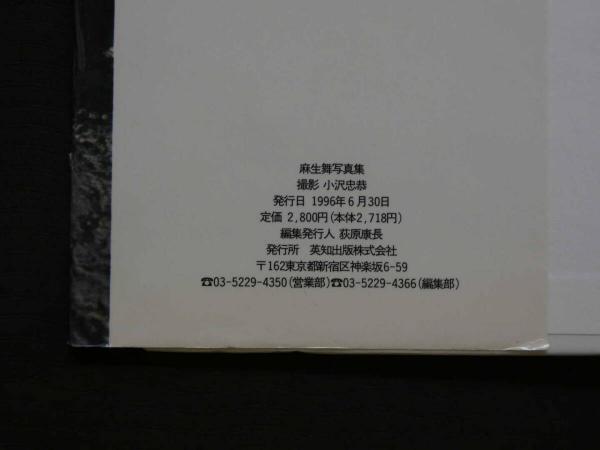 麻生舞写真集
撮影 小沢忠恭
発行日 1996年6月30日
定価 2,800円(本体2,718円)
編集発行人 荻原康長
発行所 英知出版株式会社
〒162東京都新宿区神楽坂6-59
☎03-5229-4350(営業部)☎03-5229-4366(編集部)